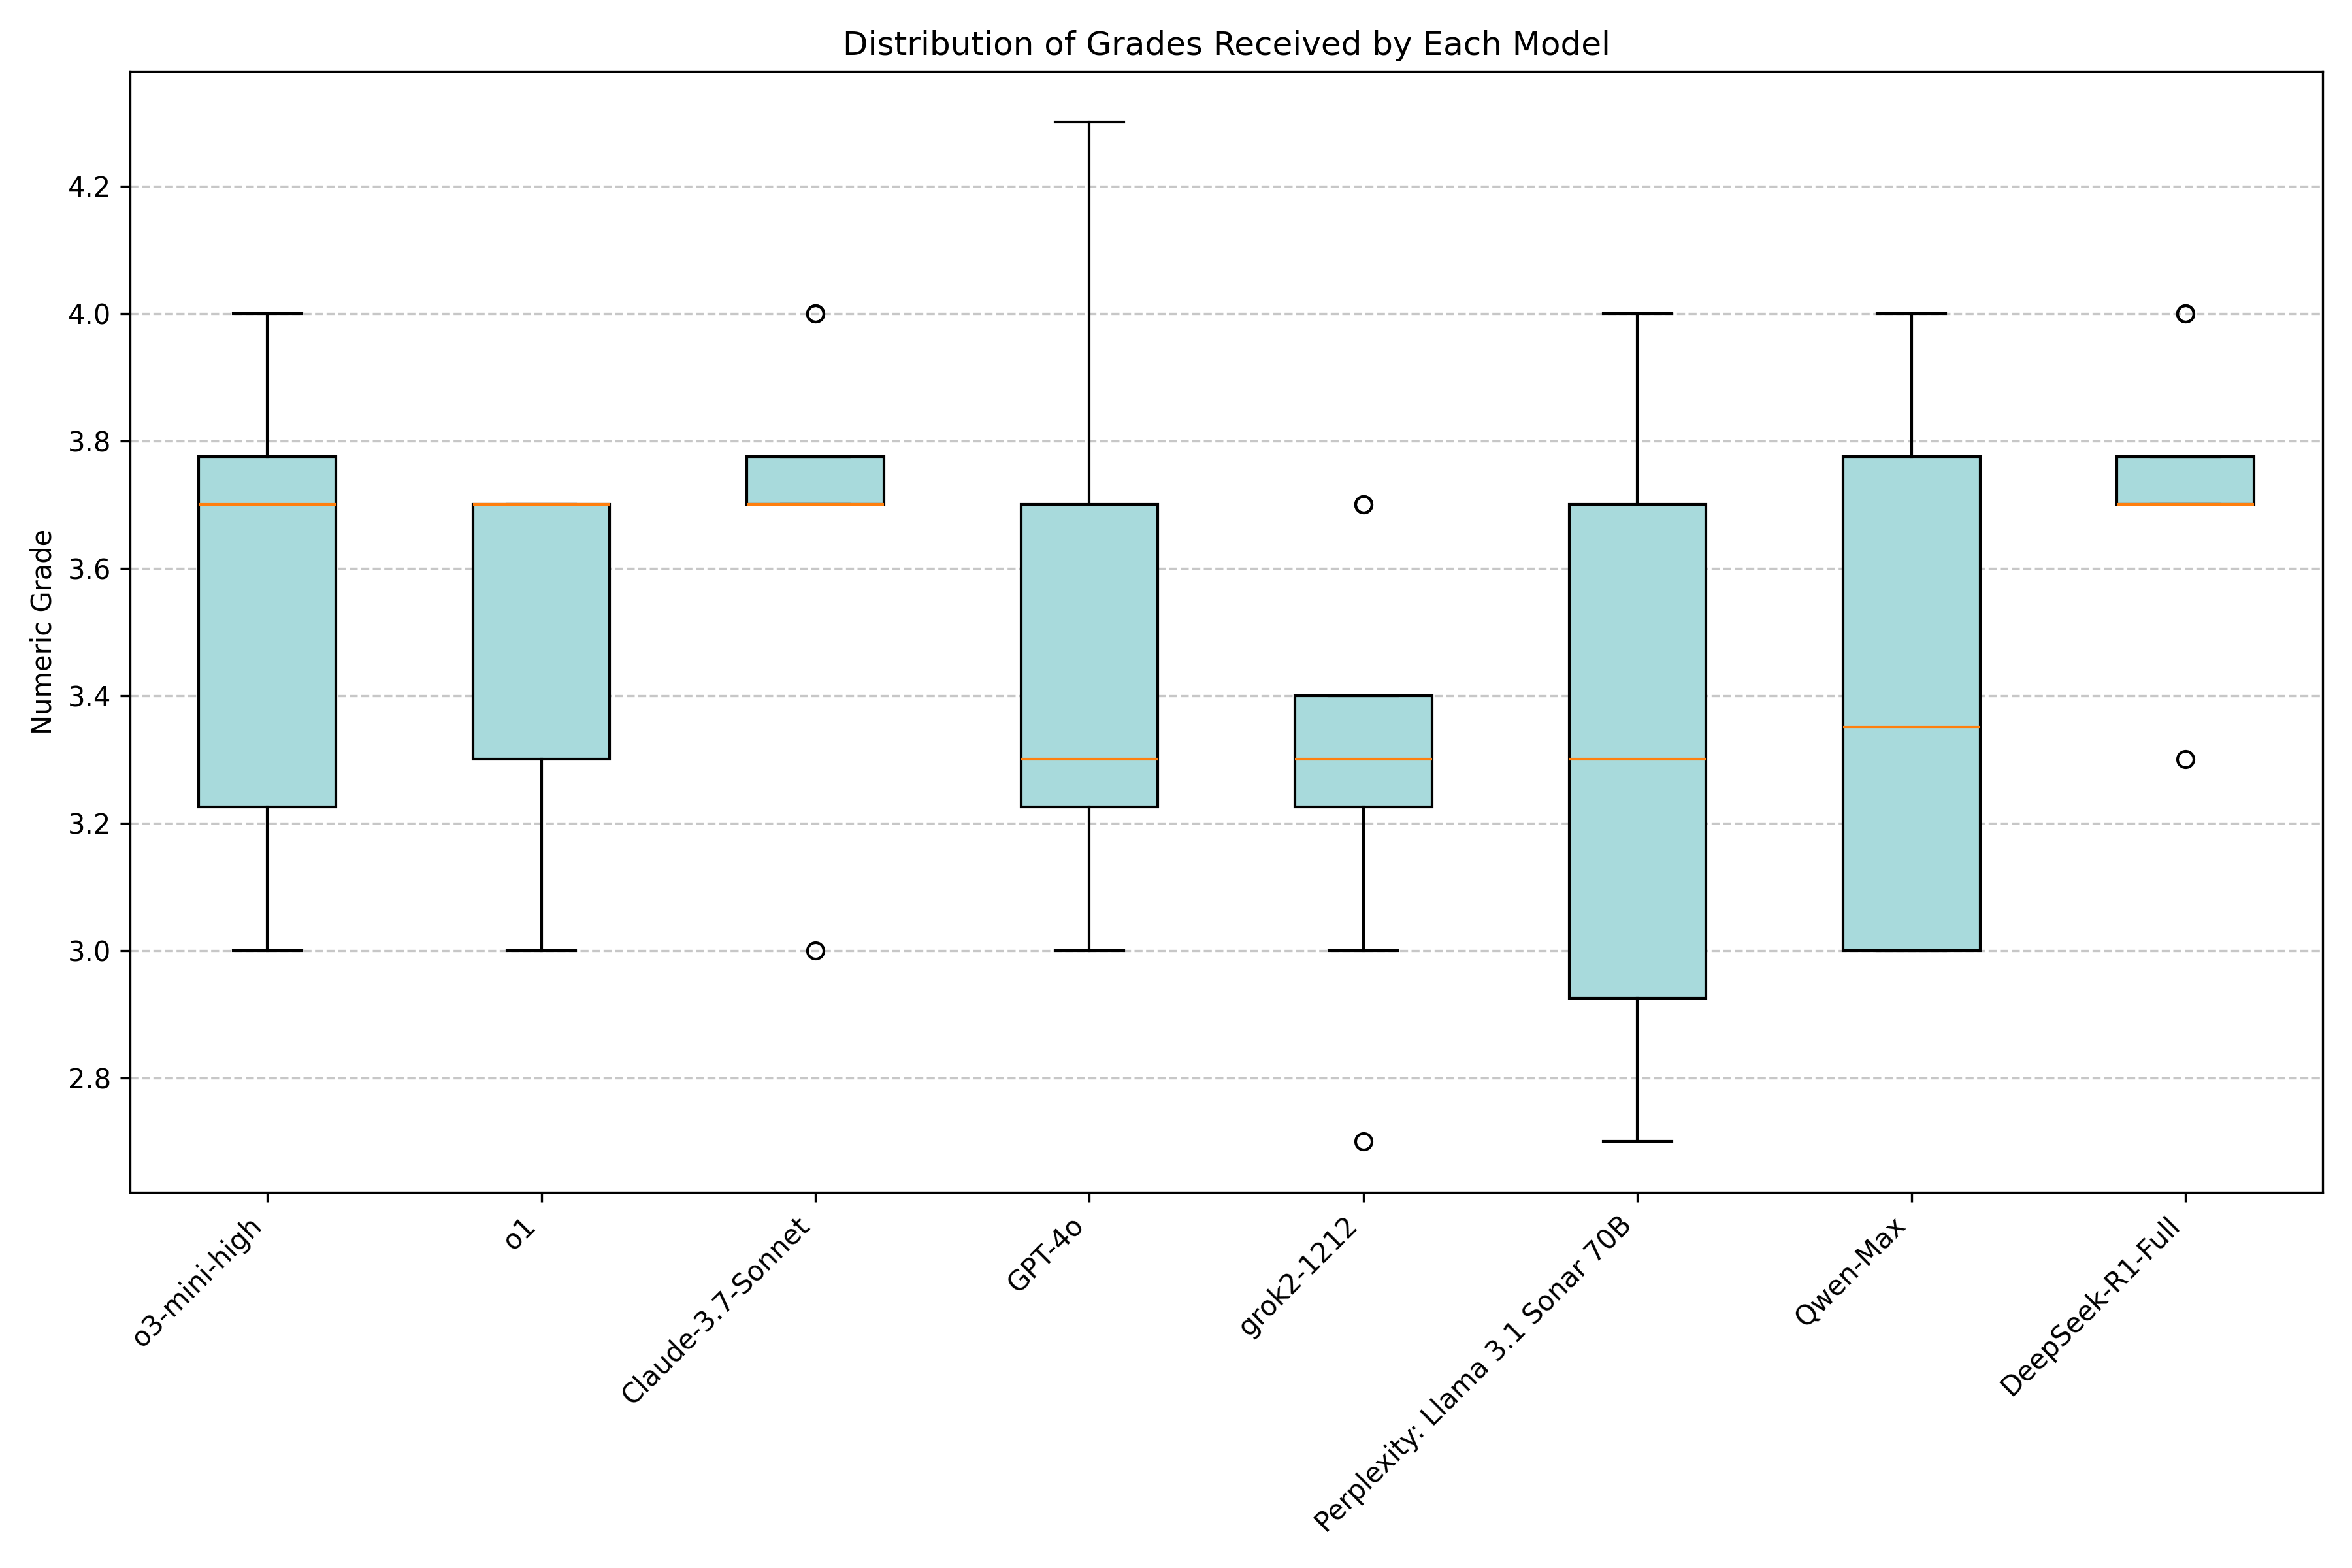 Distribution of Grades Received by Each Model
Numeric Grade
4.2
4.0
3.8
3.6
3.4
3.2
3.0
2.8
o3-mini-high
o1
Claude-3.7-Sonnet
GPT-4o
grok2-1212
Perplexity: Llama 3.1 Sonar 70B
Qwen-Max
DeepSeek-R1-Full